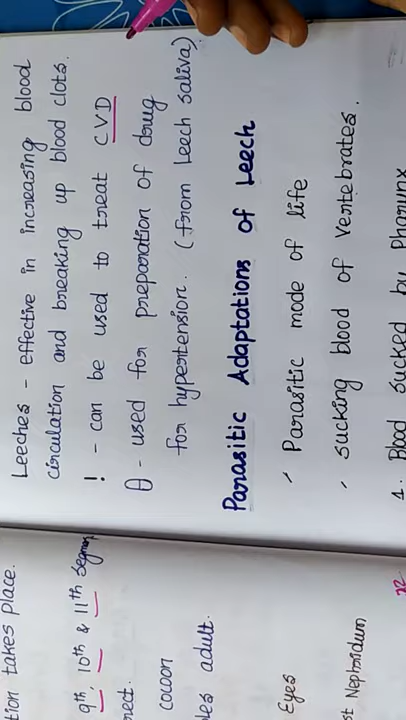 Leeches - effective in increasing blood
circulation and breaking up blood clots.
! - can be used to treat CVD
θ - used for preparation of drug
for hypertension. (from Leech saliva)
Parasitic Adaptations of Leech
Parasitic mode of life
sucking blood of vertebrates.
1. Blood sucked by Pharynx
tion takes place.
9th, 10th & 11th segmen
rect.
cocoon
les adult.
Eyes
st Nephridium